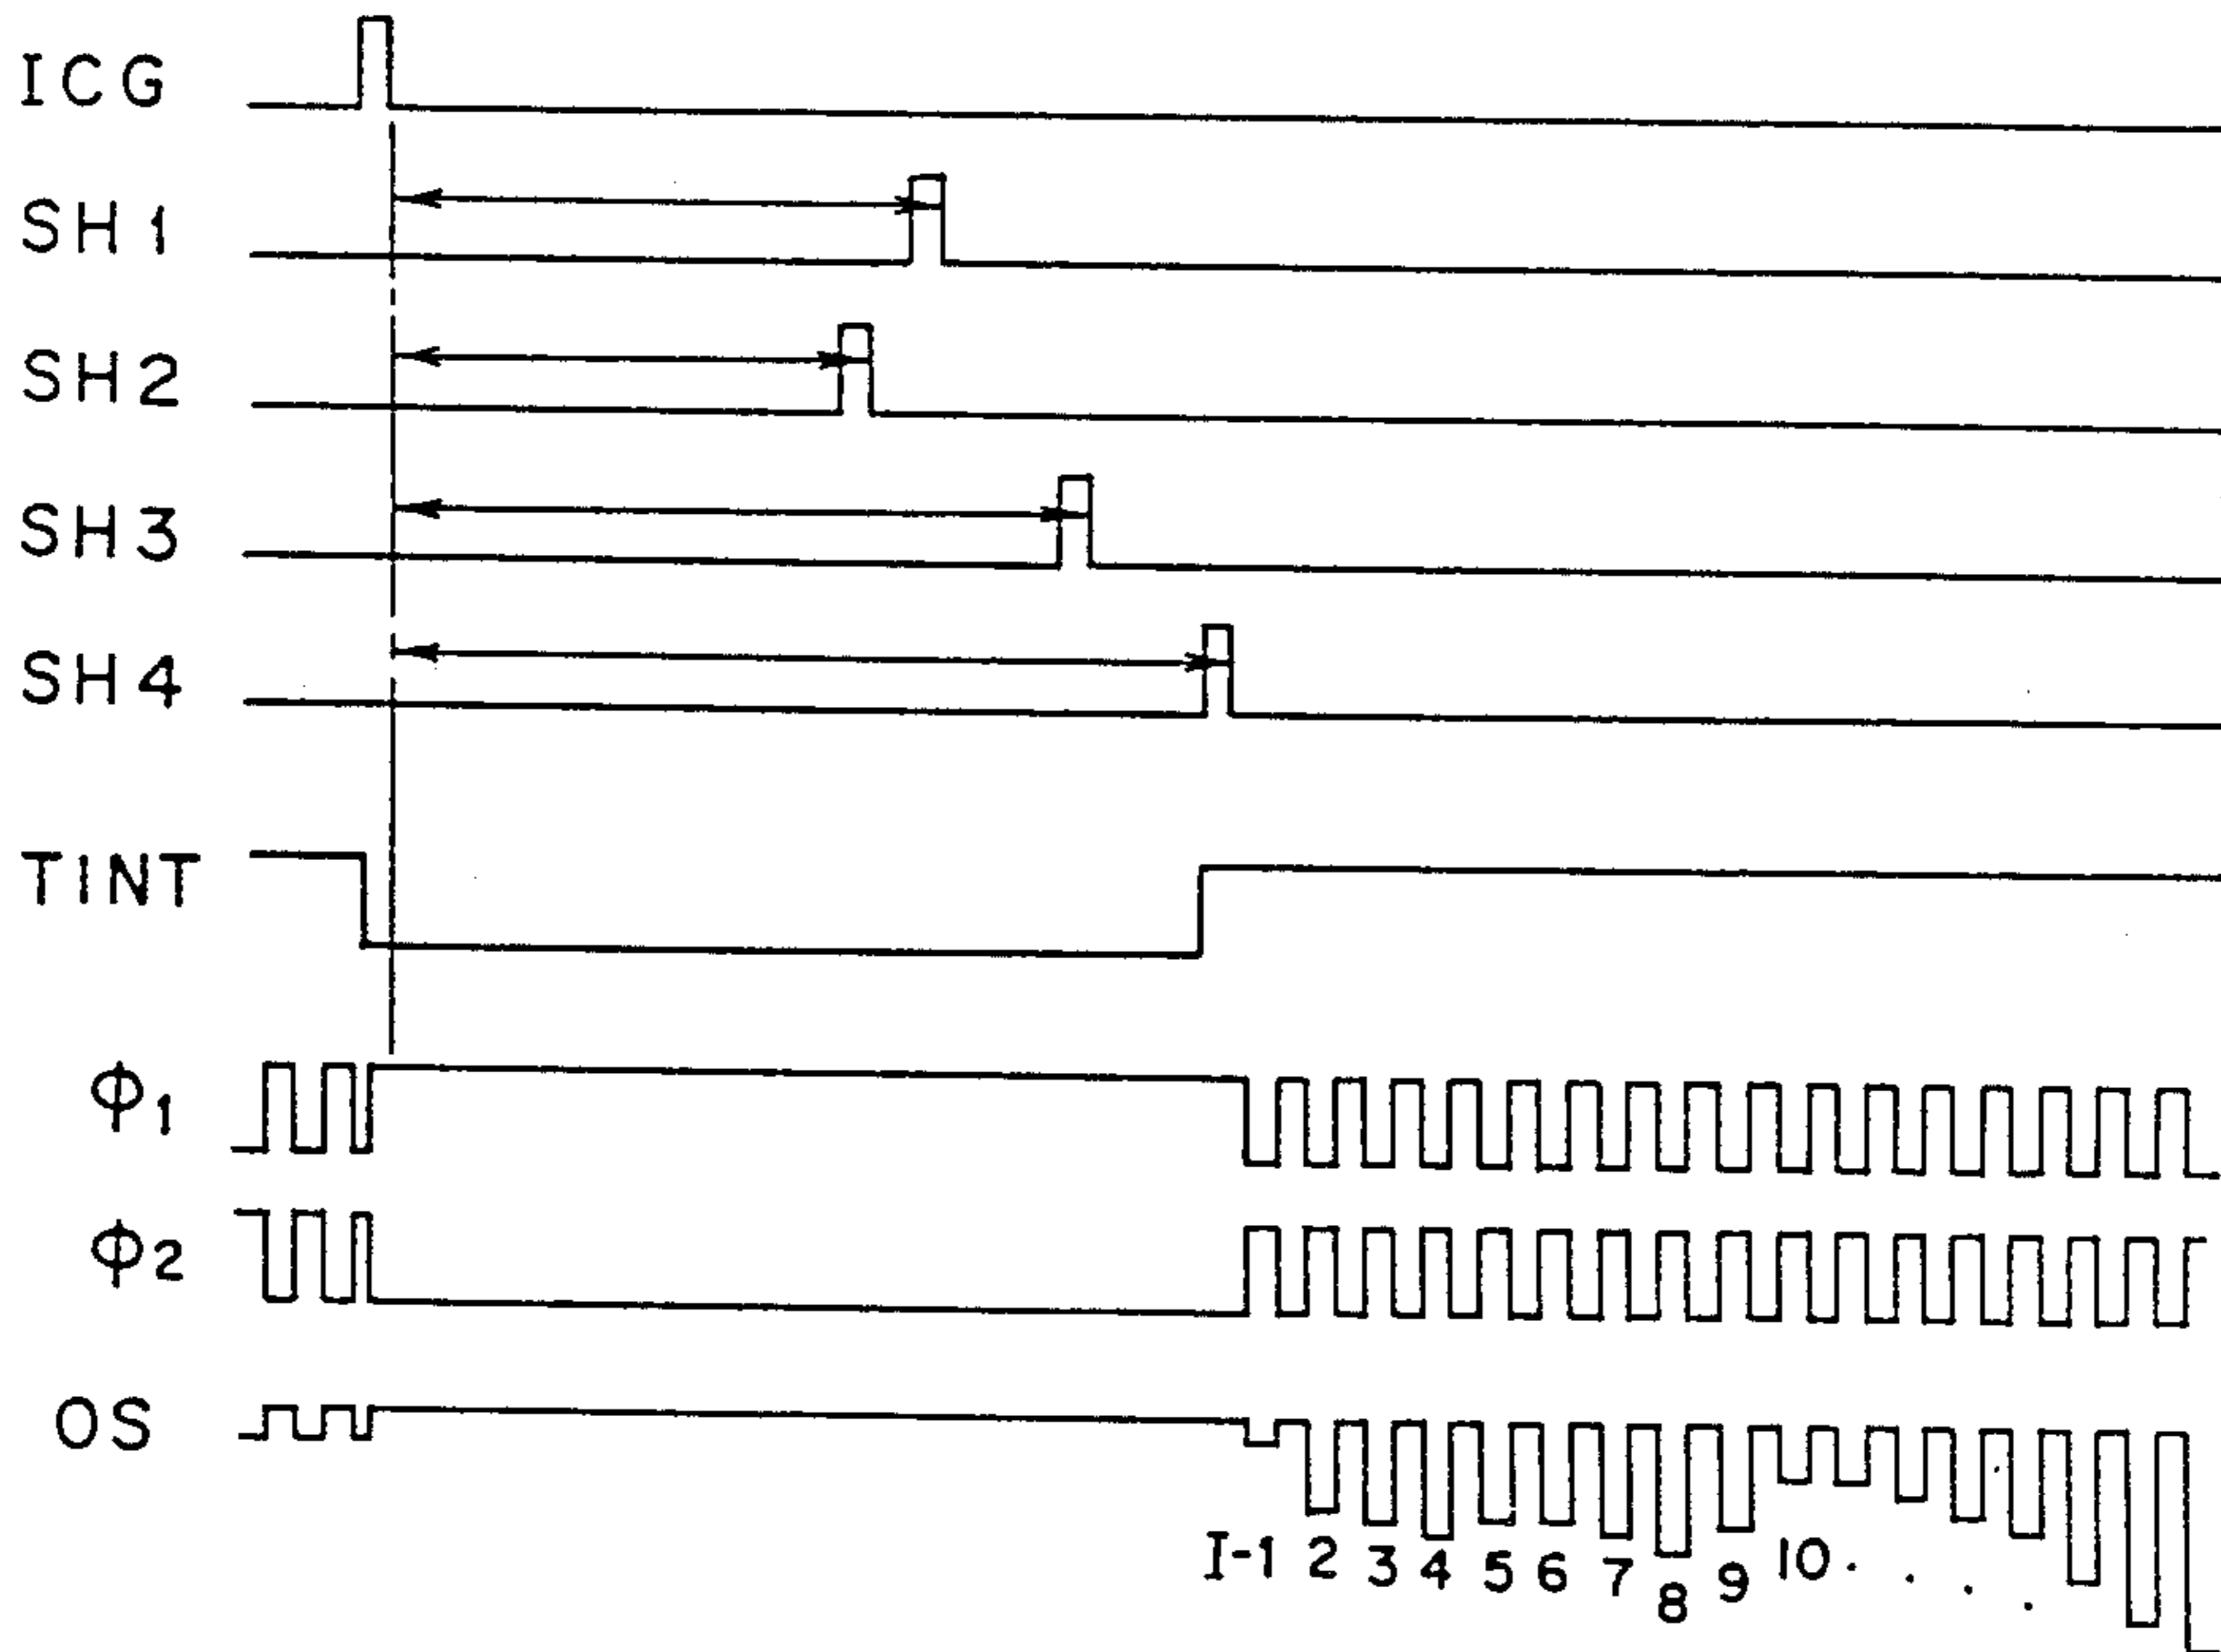 ICG
SH1
SH2
SH3
SH4
TINT
Φ1
Φ2
OS
I-1 2 3 4 5 6 7 8 9 10 . . . .